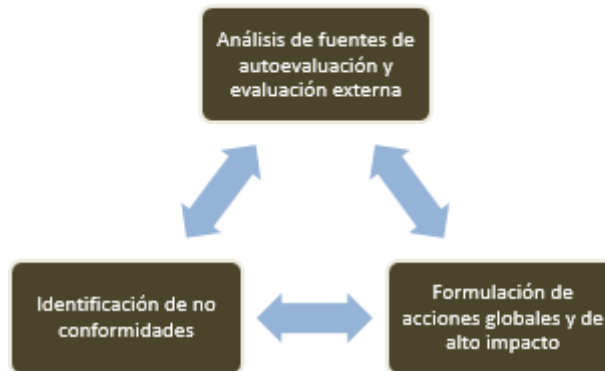 Análisis de fuentes de
autoevaluación y
evaluación externa
Identificación de no
conformidades
Formulación de
acciones globales y de
alto impacto